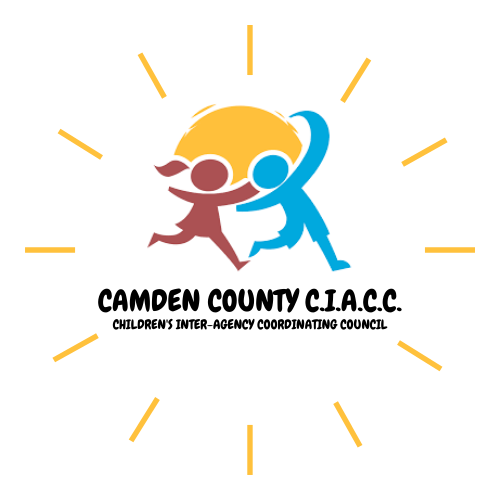 CAMDEN COUNTY C.I.A.C.C.
CHILDREN'S INTER-AGENCY COORDINATING COUNCIL